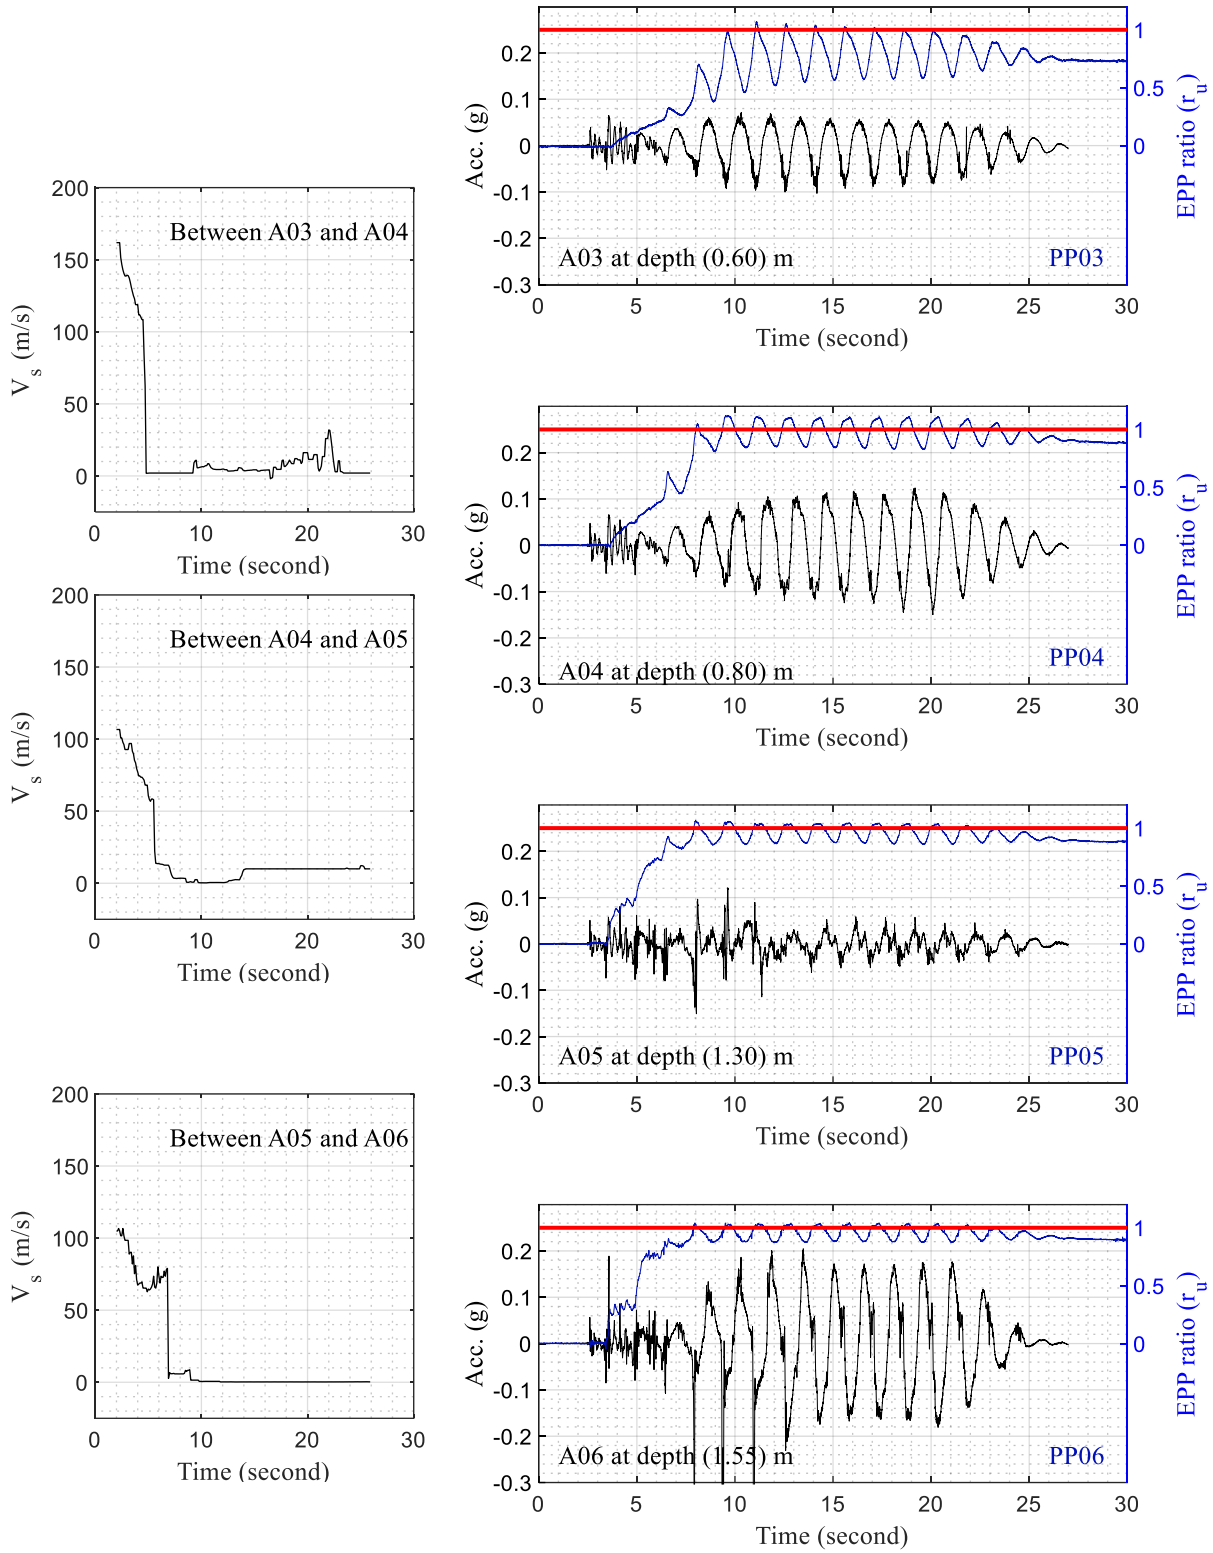 200
150
100
50
0
V s (m/s)
Between A03 and A04
0 10 20 30
Time (second)
0.2
0.1
0
-0.1
-0.2
-0.3
Acc. (g)
1
0.5
0
EPP ratio (r u)
A03 at depth (0.60) m
PP03
0 5 10 15 20 25 30
Time (second)
200
150
100
50
0
V s (m/s)
Between A04 and A05
0 10 20 30
Time (second)
0.2
0.1
0
-0.1
-0.2
-0.3
Acc. (g)
1
0.5
0
EPP ratio (r u)
A04 at depth (0.80) m
PP04
0 5 10 15 20 25 30
Time (second)
0.2
0.1
0
-0.1
-0.2
-0.3
Acc. (g)
1
0.5
0
EPP ratio (r u)
A05 at depth (1.30) m
PP05
0 5 10 15 20 25 30
Time (second)
200
150
100
50
0
V s (m/s)
Between A05 and A06
0 10 20 30
Time (second)
0.2
0.1
0
-0.1
-0.2
-0.3
Acc. (g)
1
0.5
0
EPP ratio (r u)
A06 at depth (1.55) m
PP06
0 5 10 15 20 25 30
Time (second)